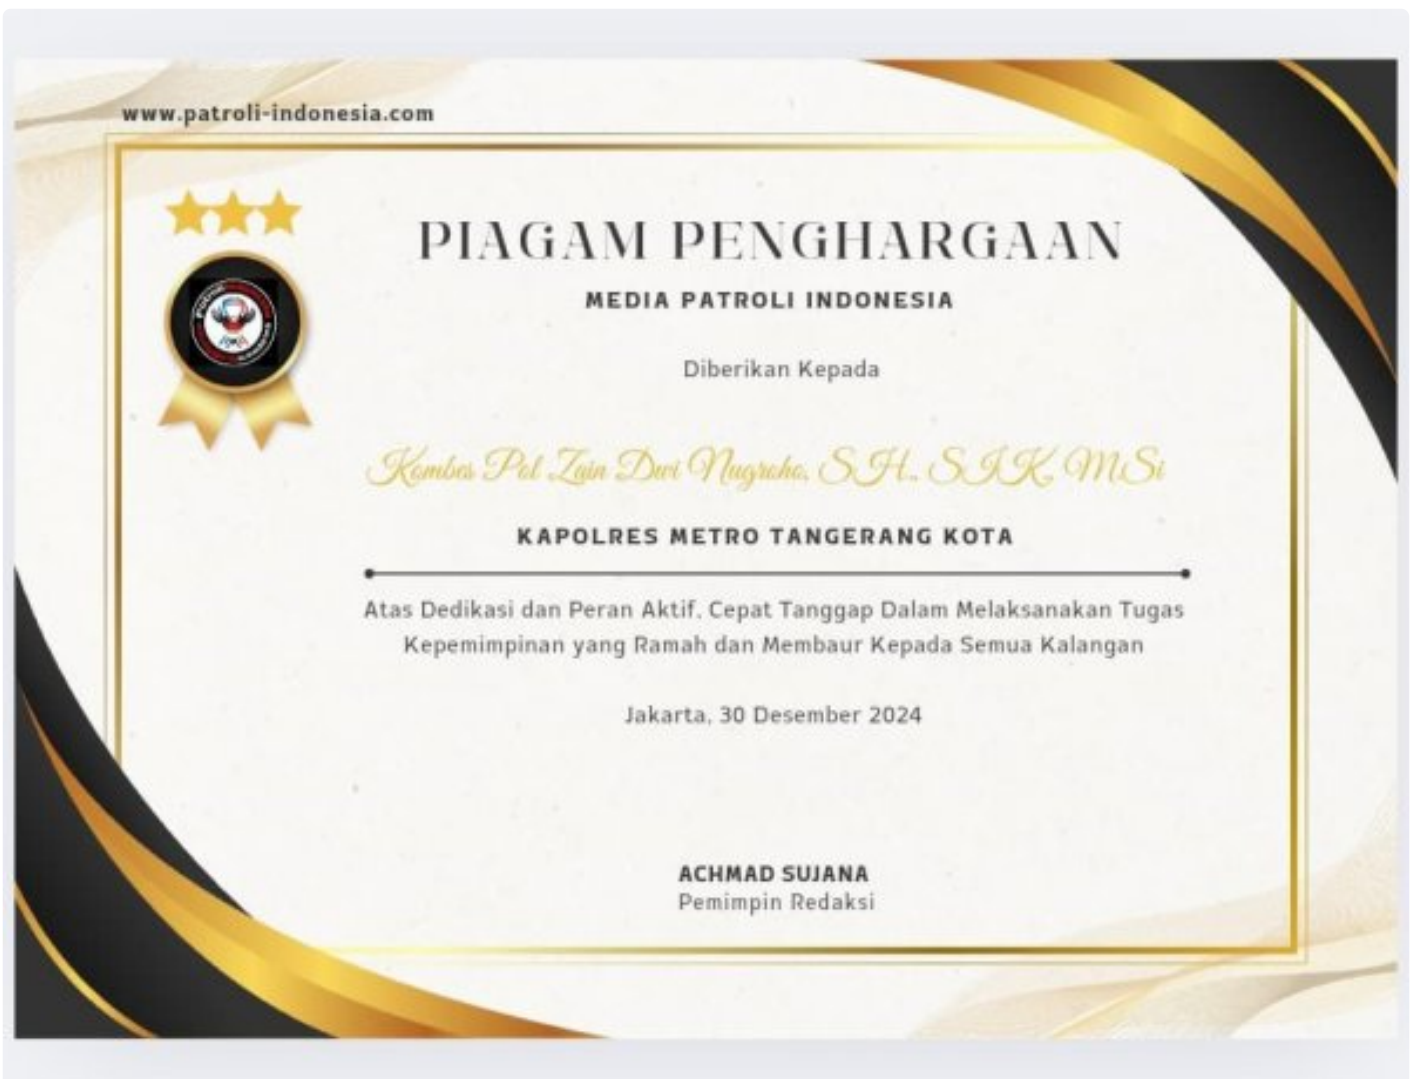 www.patroli-indonesia.com
PIAGAM PENGHARGAAN
MEDIA PATROLI INDONESIA
Diberikan Kepada
Kombes Pol Zain Dwi Nugroho, S.H., S.I.K, M.Si
KAPOLRES METRO TANGERANG KOTA
Atas Dedikasi dan Peran Aktif. Cepat Tanggap Dalam Melaksanakan Tugas
Kepemimpinan yang Ramah dan Membaur Kepada Semua Kalangan
Jakarta, 30 Desember 2024
ACHMAD SUJANA
Pemimpin Redaksi